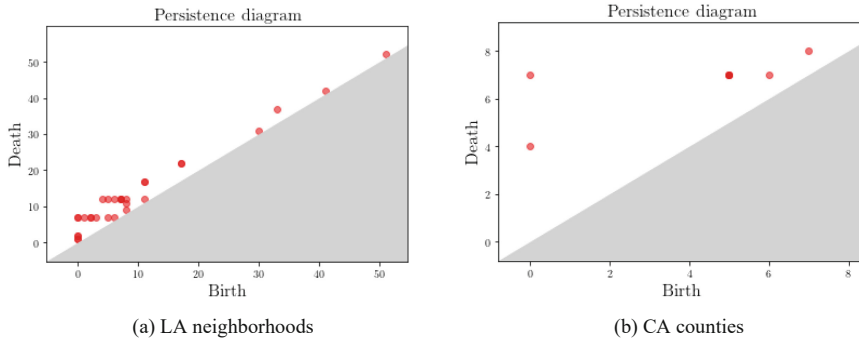 Persistence diagram
50
40
30
20
10
0
Death
0 10 20 30 40 50
Birth
(a) LA neighborhoods
Persistence diagram
8
6
4
2
0
Death
0 2 4 6 8
Birth
(b) CA counties